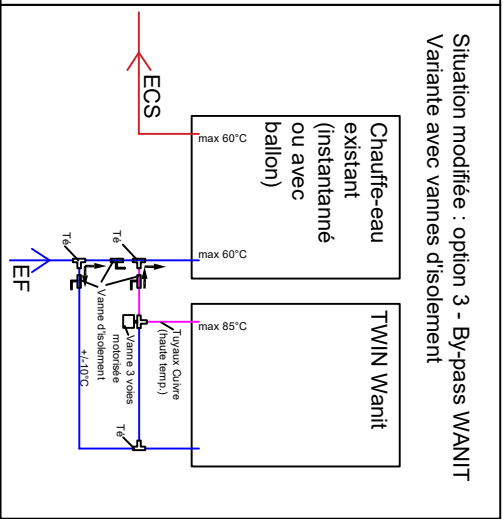 Situation modifiée : option 3 - By-pass WANIT
Variante avec vannes d'isolement
Chauffe-eau
existant
(instantanné
ou avec
ballon)
TWIN Wanit
max 60°C
max 60°C
max 85°C
ECS
Tuyaux Cuivre
(haute temp.)
Té
Té
Vanne 3 voies
motorisée
Vanne
d'isolement
Té
+/-10°C
EF